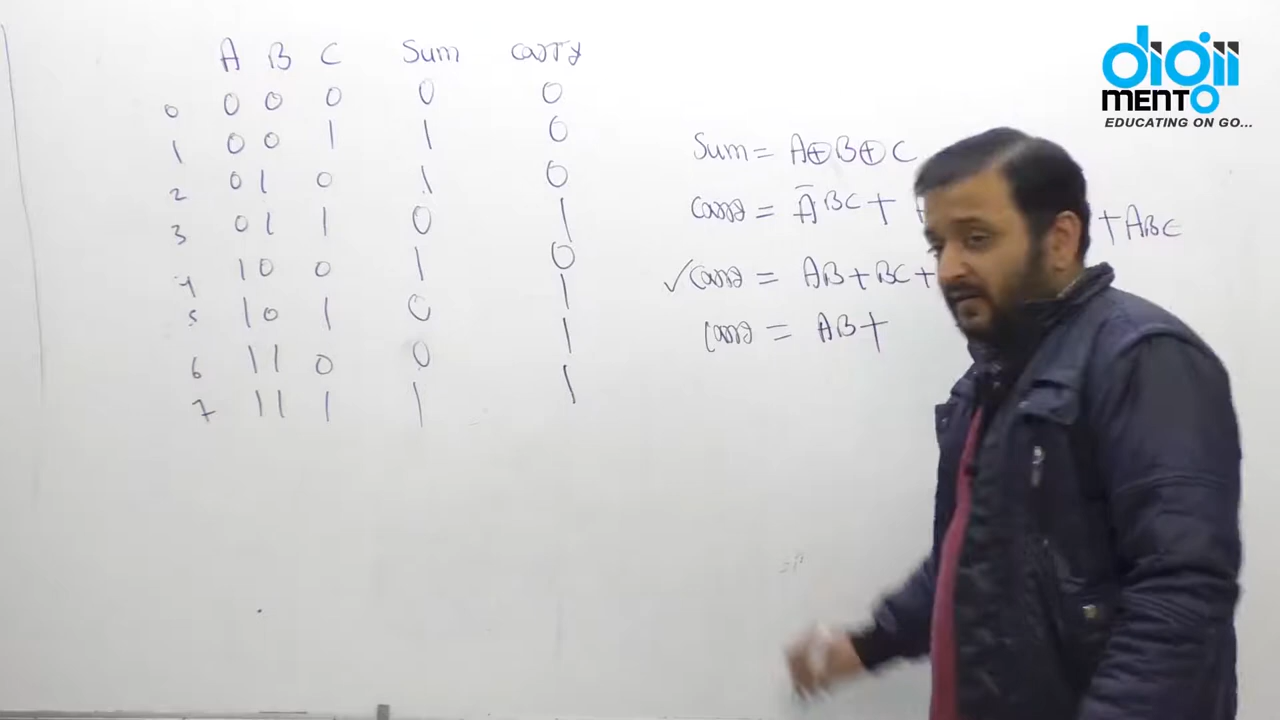 A B C Sum carry
0 0 0 0 0 0
1 0 0 1 1 0
2 0 1 0 1 0
3 0 1 1 0 1
4 1 0 0 1 0
5 1 0 1 0 1
6 1 1 0 0 1
7 1 1 1 1 1
Sum = A⊕B⊕C
carry = A̅BC + + ABC
✓carry = AB+BC+
carry = AB+
digii
MENTO
EDUCATING ON GO...